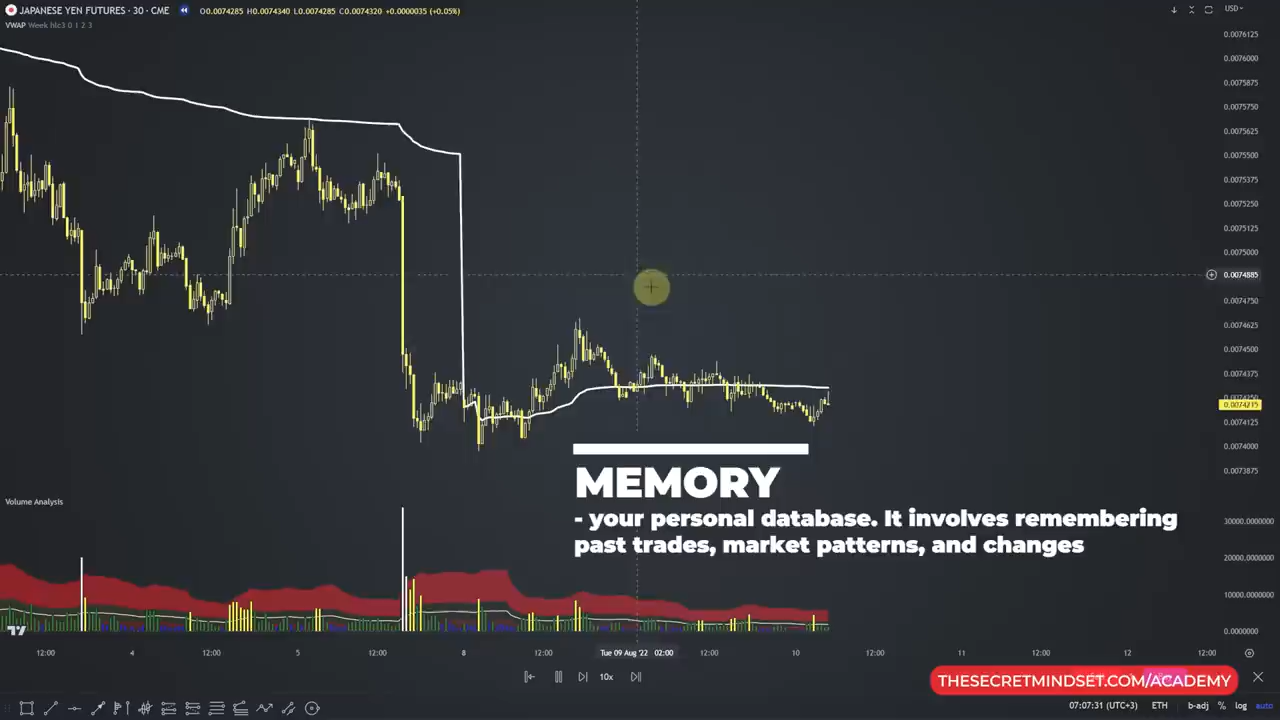 JAPANESE YEN FUTURES · 30 · CME O0.0074285 H0.0074340 L0.0074285 C0.0074320 +0.0000035 (+0.05%)
USD
VWAP Week hlc3 0 1 2 3
0.0076125
0.0076000
0.0075875
0.0075750
0.0075625
0.0075500
0.0075375
0.0075250
0.0075125
0.0075000
0.0074885
0.0074750
0.0074625
0.0074500
0.0074375
0.0074250
0.0074215
0.0074125
0.0074000
0.0073875
MEMORY
- your personal database. It involves remembering
past trades, market patterns, and changes
Volume Analysis
30000.0000000
20000.0000000
10000.0000000
0.0000000
12:00 4 12:00 5 12:00 8 12:00 Tue 09 Aug '22 02:00 12:00 10 12:00 11 12:00 12 12:00
10x
THESECRETMINDSET.COM/ACADEMY
07:07:31 (UTC+3) ETH b-adj % log auto